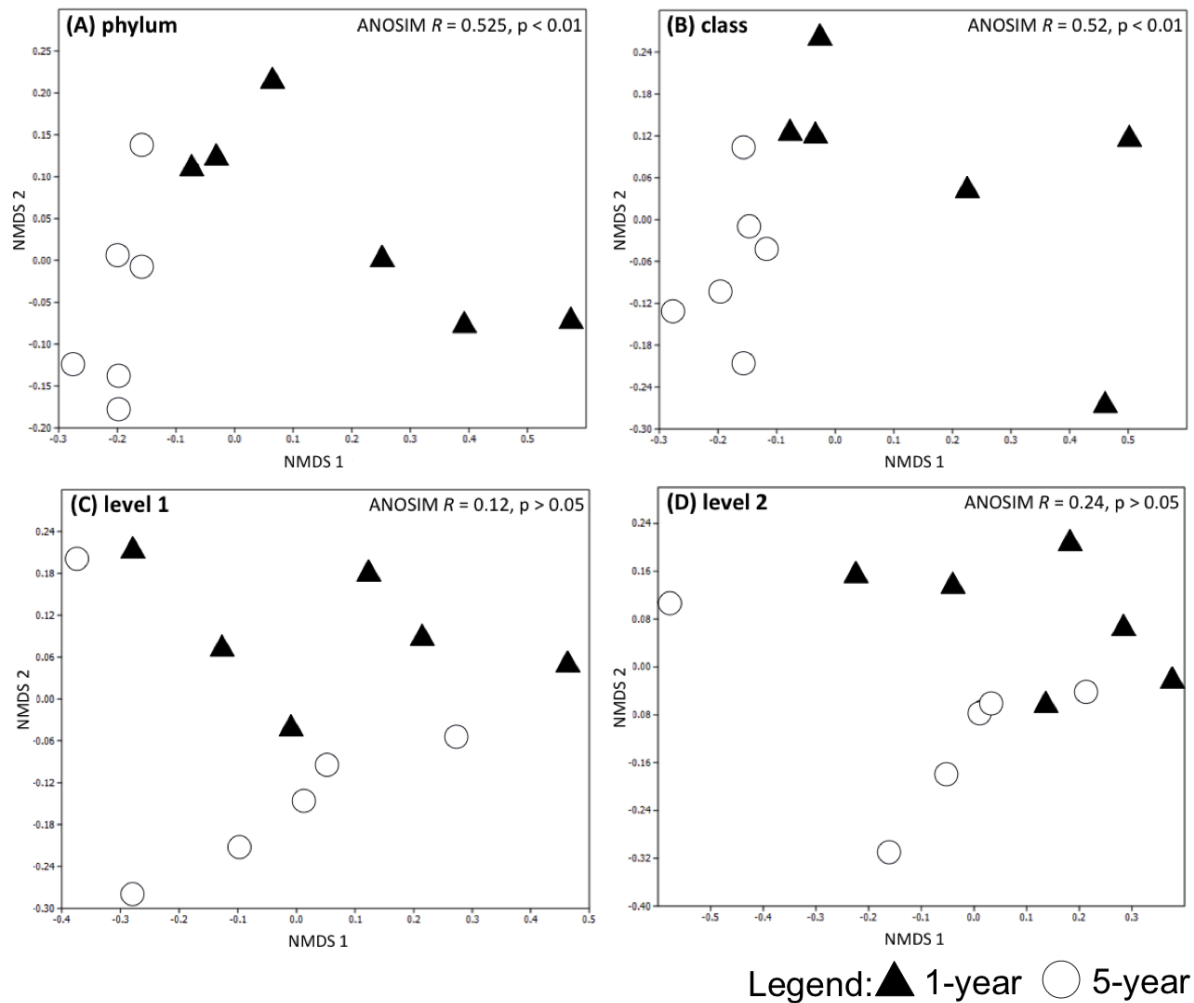 (A) phylum ANOSIM R = 0.525, p < 0.01
0.25
0.20
0.15
0.10
0.05
0.00
-0.05
-0.10
-0.15
-0.20
NMDS 2
-0.3 -0.2 -0.1 0.0 0.1 0.2 0.3 0.4 0.5
NMDS 1
(B) class ANOSIM R = 0.52, p < 0.01
0.24
0.18
0.12
0.06
0.00
-0.06
-0.12
-0.18
-0.24
-0.30
NMDS 2
-0.3 -0.2 -0.1 0.0 0.1 0.2 0.3 0.4 0.5
NMDS 1
(C) level 1 ANOSIM R = 0.12, p > 0.05
0.24
0.18
0.12
0.06
0.00
-0.06
-0.12
-0.18
-0.24
-0.30
NMDS 2
-0.4 -0.3 -0.2 -0.1 0.0 0.1 0.2 0.3 0.4 0.5
NMDS 1
(D) level 2 ANOSIM R = 0.24, p > 0.05
0.24
0.16
0.08
0.00
-0.08
-0.16
-0.24
-0.32
-0.40
NMDS 2
-0.5 -0.4 -0.3 -0.2 -0.1 0.0 0.1 0.2 0.3
NMDS 1
Legend: 1-year 5-year